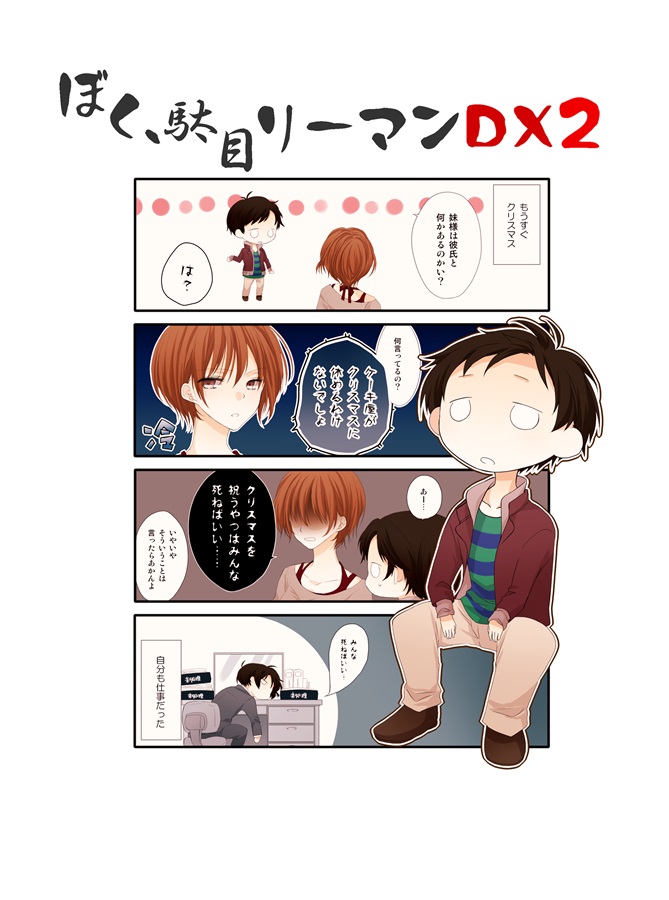 ぼく、駄目リーマンDX2
もうすぐ
クリスマス
妹様は彼氏と
何かあるのかい？
は？
何言ってるの？
ケーキ屋が
クリスマスに
休めるわけ
ないでしょ
冷
あー…
クリスマスを
祝うやつはみんな
死ねばいい……
いやいや
そういうことは
言ったらあかんよ
みんな
死ねばいい…
自分も仕事だった